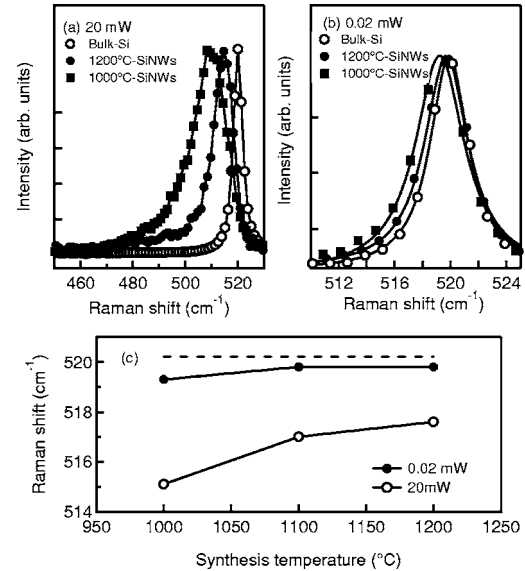 (a) 20 mW
Bulk-Si
1200°C-SiNWs
1000°C-SiNWs
Intensity (arb. units)
460 480 500 520
Raman shift (cm⁻¹)
(b) 0.02 mW
Bulk-Si
1200°C-SiNWs
1000°C-SiNWs
Intensity (arb. units)
512 516 520 524
Raman shift (cm⁻¹)
(c)
Raman shift (cm⁻¹)
520
518
516
514
0.02 mW
20mW
950 1000 1050 1100 1150 1200 1250
Synthesis temperature (°C)